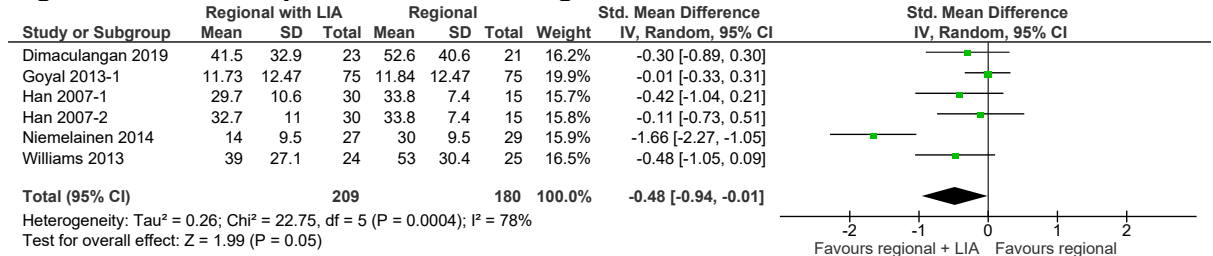 Regional with LIA Regional Std. Mean Difference Std. Mean Difference
Study or Subgroup Mean SD Total Mean SD Total Weight IV, Random, 95% CI IV, Random, 95% CI
Dimaculangan 2019 41.5 32.9 23 52.6 40.6 21 16.2% -0.30 [-0.89, 0.30]
Goyal 2013-1 11.73 12.47 75 11.84 12.47 75 19.9% -0.01 [-0.33, 0.31]
Han 2007-1 29.7 10.6 30 33.8 7.4 15 15.7% -0.42 [-1.04, 0.21]
Han 2007-2 32.7 11 30 33.8 7.4 15 15.9% -0.11 [-0.73, 0.51]
Niemelainen 2014 14 9.5 27 30 9.5 29 15.9% -1.66 [-2.27, -1.05]
Williams 2013 39 27.1 24 53 30.4 25 16.5% -0.48 [-1.05, 0.09]
Total (95% CI) 209 180 100.0% -0.48 [-0.94, -0.01]
Heterogeneity: Tau² = 0.26; Chi² = 22.75, df = 5 (P = 0.0004); I² = 78%
Test for overall effect: Z = 1.99 (P = 0.05)
-2 -1 0 1 2
Favours regional + LIA Favours regional